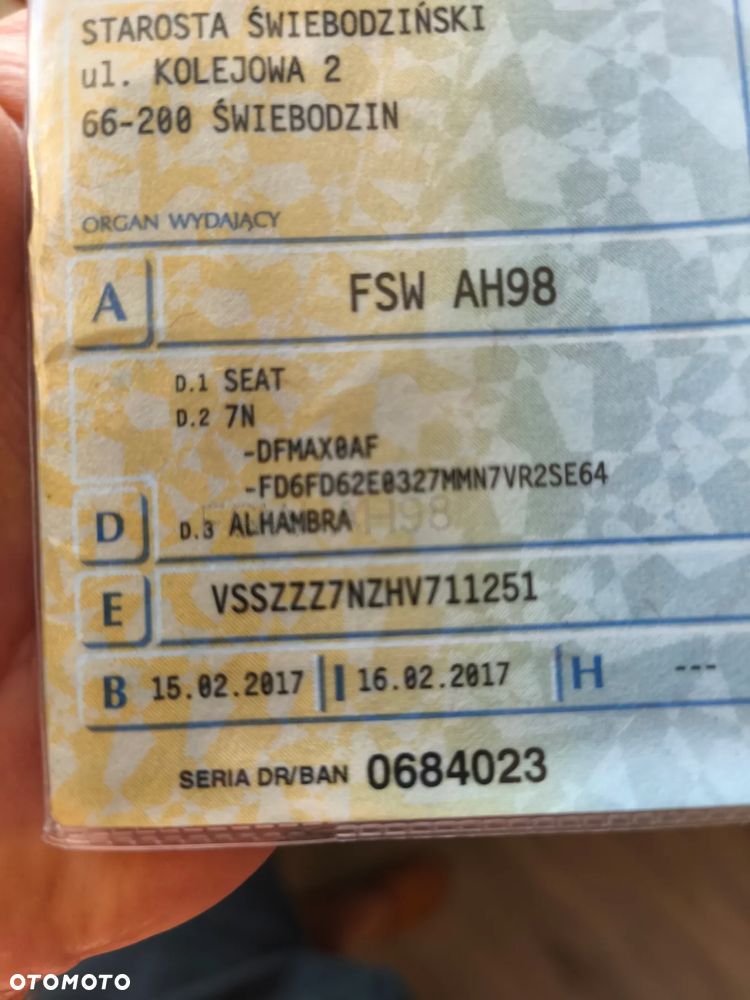 STAROSTA ŚWIEBODZIŃSKI
ul. KOLEJOWA 2
66-200 ŚWIEBODZIN
ORGAN WYDAJĄCY
A FSW AH98
D.1 SEAT
D.2 7N
-DFMAX0AF
-FD6FD62E0327MMN7VR2SE64
D D.3 ALHAMBRA
E VSSZZZ7NZHV711251
B 15.02.2017 I 16.02.2017 H ---
SERIA DR/BAN 0684023
OTOMOTO